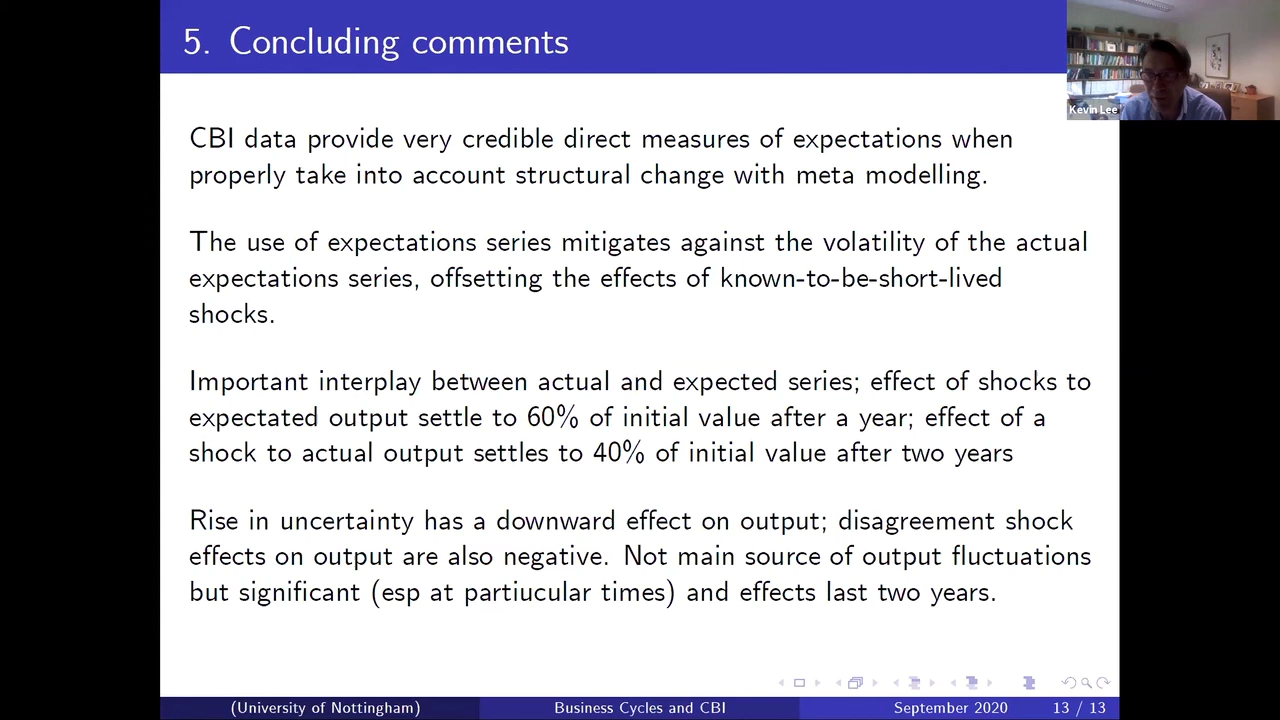 5. Concluding comments
Kevin Lee
CBI data provide very credible direct measures of expectations when
properly take into account structural change with meta modelling.
The use of expectations series mitigates against the volatility of the actual
expectations series, offsetting the effects of known-to-be-short-lived
shocks.
Important interplay between actual and expected series; effect of shocks to
expectated output settle to 60% of initial value after a year; effect of a
shock to actual output settles to 40% of initial value after two years
Rise in uncertainty has a downward effect on output; disagreement shock
effects on output are also negative. Not main source of output fluctuations
but significant (esp at partiucular times) and effects last two years.
(University of Nottingham) Business Cycles and CBI September 2020 13 / 13